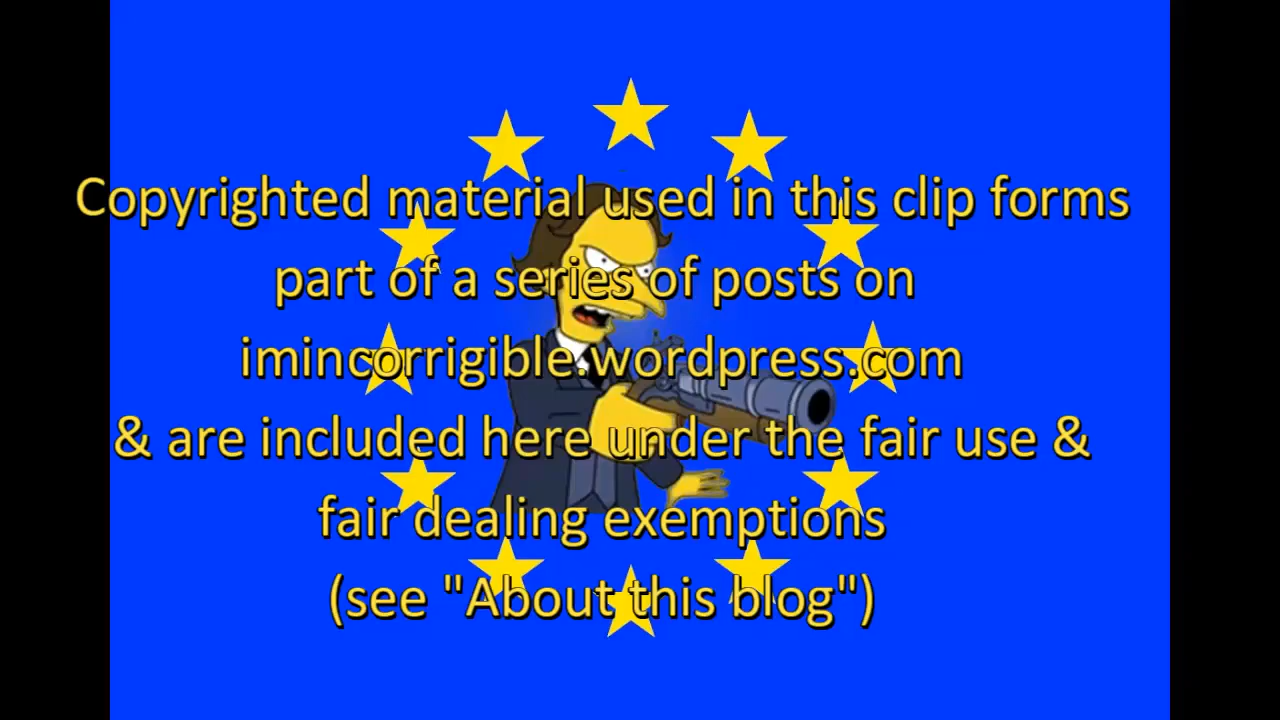 Copyrighted material used in this clip forms
part of a series of posts on
imincorrigible.wordpress.com
& are included here under the fair use &
fair dealing exemptions
(see "About this blog")